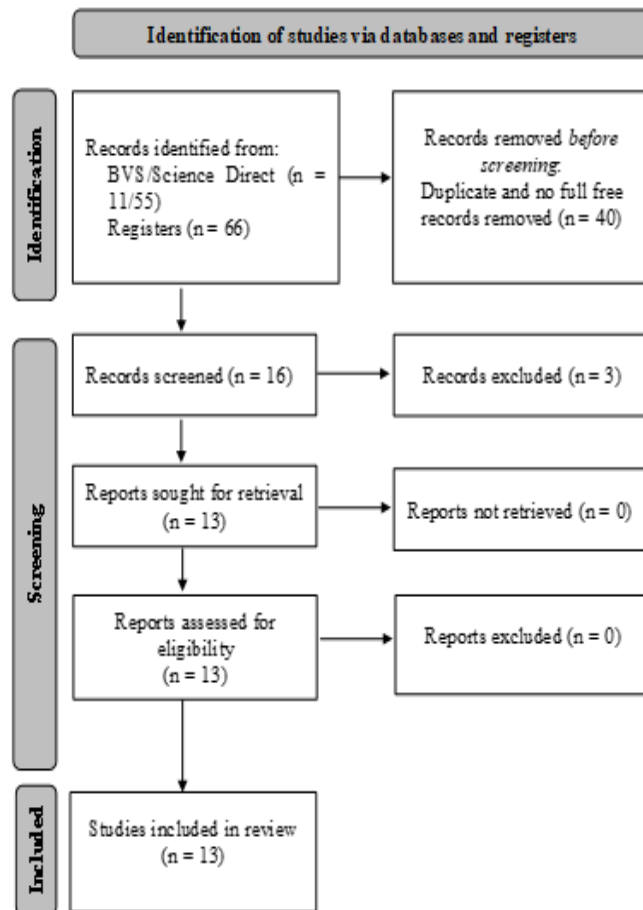 Identification of studies via databases and registers
Identification
Records identified from:
BVS/Science Direct (n =
11/55)
Registers (n = 66)
Records removed before
screening:
Duplicate and no full free
records removed (n = 40)
Screening
Records screened (n = 16)
Records excluded (n = 3)
Reports sought for retrieval
(n = 13)
Reports not retrieved (n = 0)
Reports assessed for
eligibility
(n = 13)
Reports excluded (n = 0)
Included
Studies included in review
(n = 13)